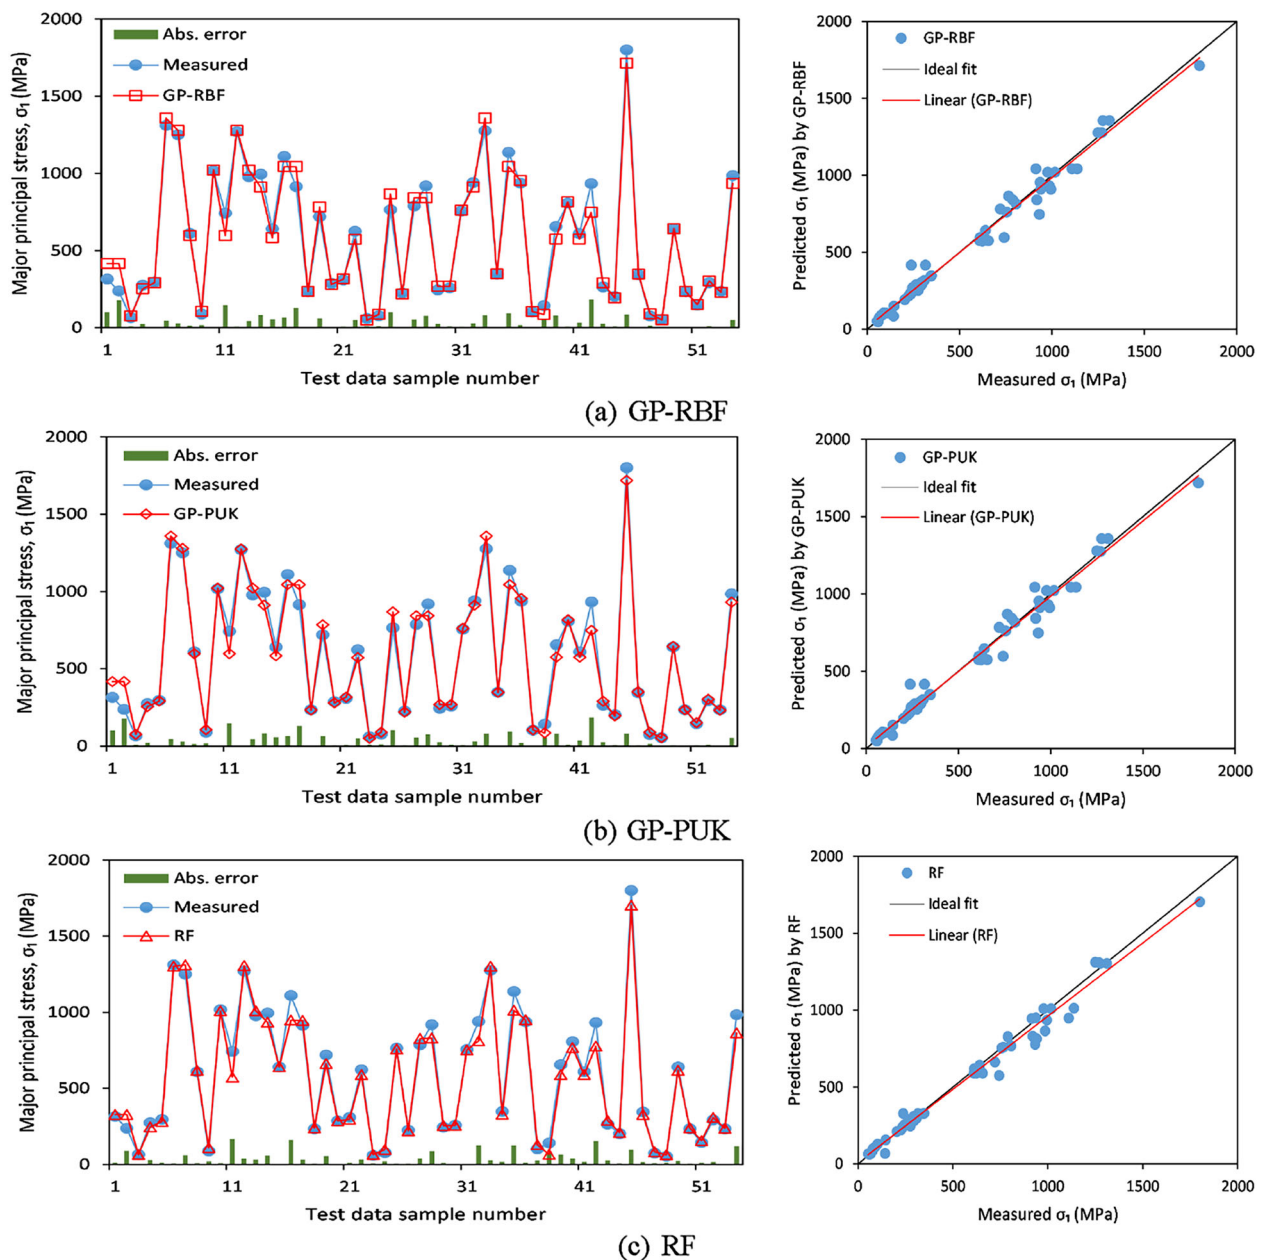 2000
1500
1000
500
0
Major principal stress, σ₁ (MPa)
Abs. error
Measured
GP-RBF
1 11 21 31 41 51
Test data sample number
2000
1500
1000
500
0
Predicted σ₁ (MPa) by GP-RBF
GP-RBF
Ideal fit
Linear (GP-RBF)
0 500 1000 1500 2000
Measured σ₁ (MPa)
(a) GP-RBF
2000
1500
1000
500
0
Major principal stress, σ₁ (MPa)
Abs. error
Measured
GP-PUK
1 11 21 31 41 51
Test data sample number
2000
1500
1000
500
0
Predicted σ₁ (MPa) by GP-PUK
GP-PUK
Ideal fit
Linear (GP-PUK)
0 500 1000 1500 2000
Measured σ₁ (MPa)
(b) GP-PUK
2000
1500
1000
500
0
Major principal stress, σ₁ (MPa)
Abs. error
Measured
RF
1 11 21 31 41 51
Test data sample number
2000
1500
1000
500
0
Predicted σ₁ (MPa) by RF
RF
Ideal fit
Linear (RF)
0 500 1000 1500 2000
Measured σ₁ (MPa)
(c) RF